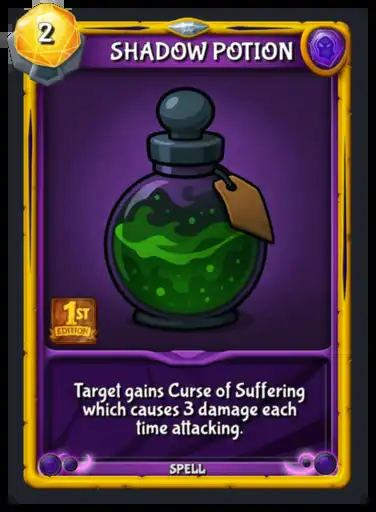 2
SHADOW POTION
1ST
EDITION
Target gains Curse of Suffering
which causes 3 damage each
time attacking.
SPELL